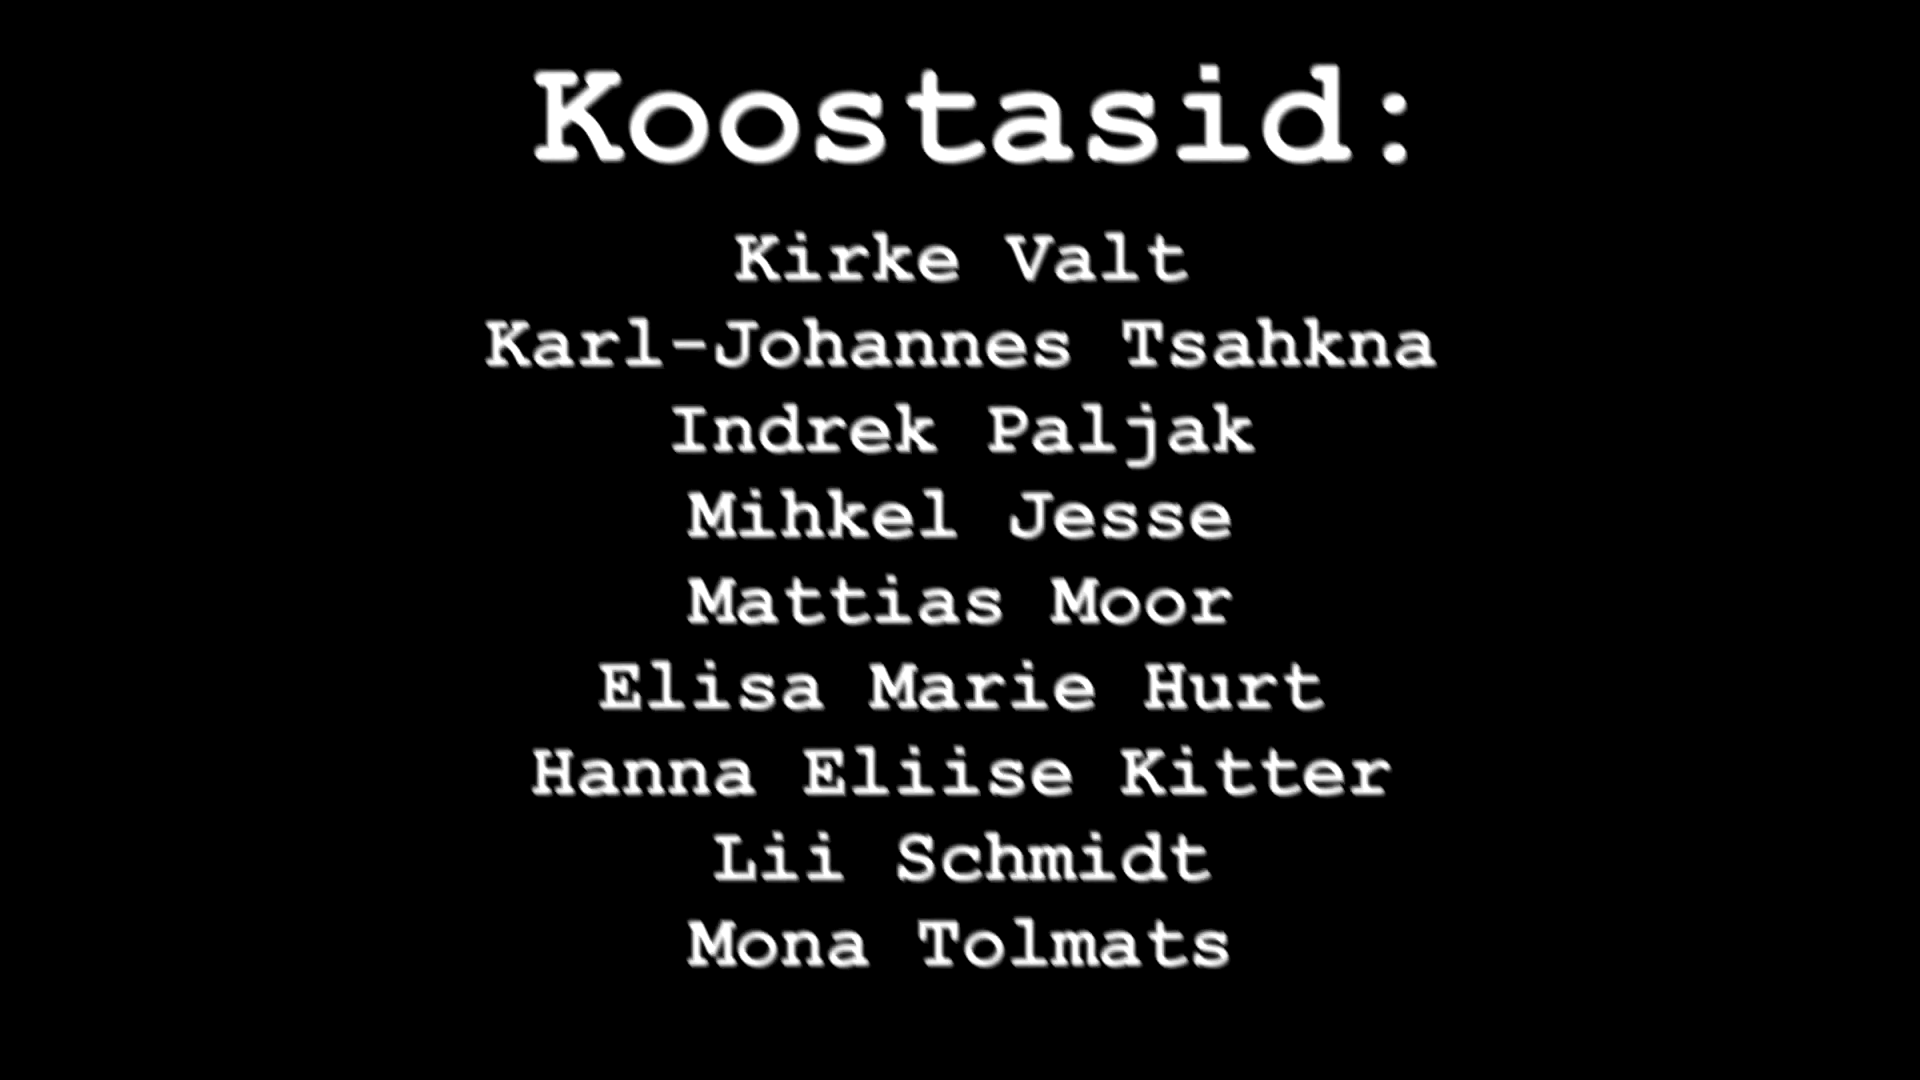 Koostasid:
Kirke Valt
Karl-Johannes Tsahkna
Indrek Paljak
Mihkel Jesse
Mattias Moor
Elisa Marie Hurt
Hanna Eliise Kitter
Lii Schmidt
Mona Tolmats